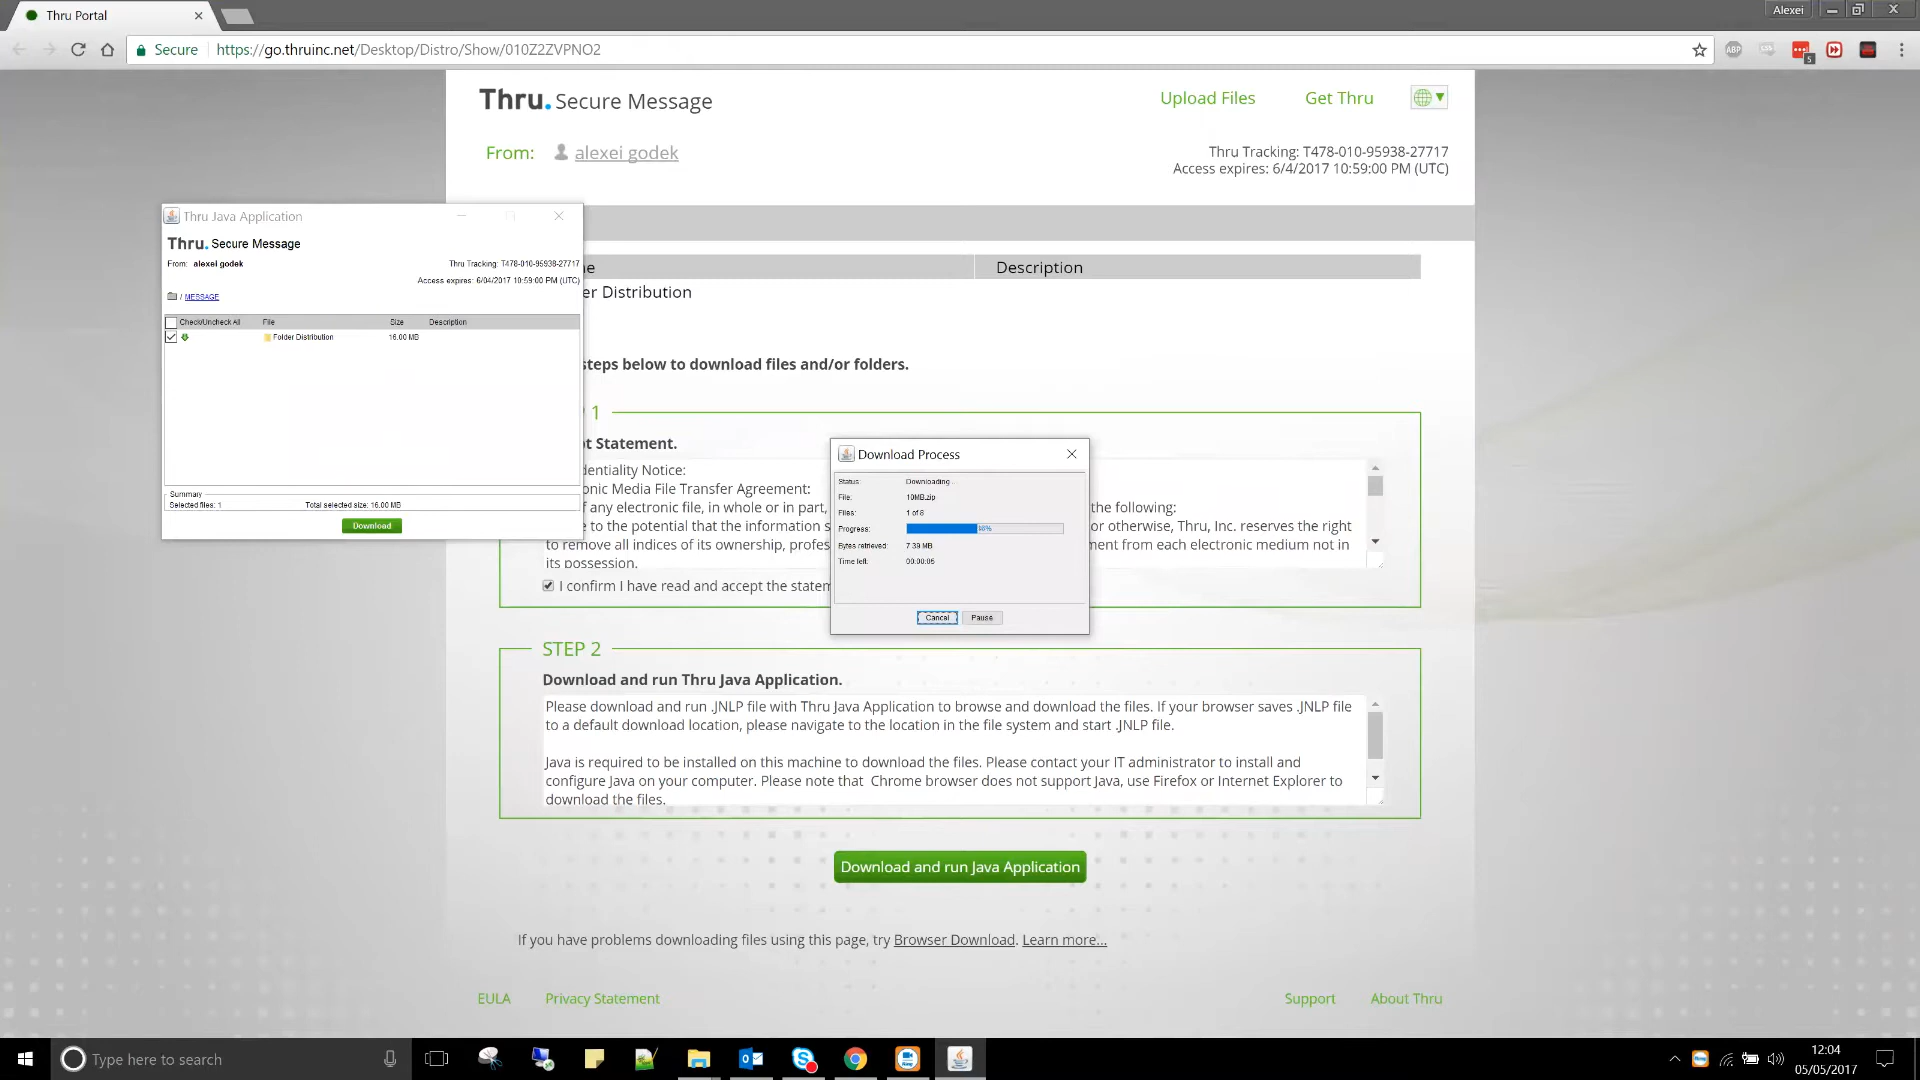 Thru Portal
Alexei
Secure
https://go.thruinc.net/Desktop/Distro/Show/010Z2ZVPNO2
ABP
5
Thru. Secure Message
Upload Files
Get Thru
From: alexei godek
Thru Tracking: T478-010-95938-27717
Access expires: 6/4/2017 10:59:00 PM (UTC)
Thru Java Application
Thru. Secure Message
From: alexei godek
Thru Tracking: T478-010-95938-27717
Access expires: 6/04/2017 10:59:00 PM (UTC)
/ MESSAGE
Check/Uncheck All File Size Description
Folder Distribution 16.00 MB
Summary
Selected files: 1 Total selected size: 16.00 MB
Download
Description
er Distribution
steps below to download files and/or folders.
1
t Statement.
dentiality Notice:
onic Media File Transfer Agreement:
f any electronic file, in whole or in part,
the following:
e to the potential that the information s
or otherwise, Thru, Inc. reserves the right
to remove all indices of its ownership, profes
ment from each electronic medium not in
its possession.
I confirm I have read and accept the statem
Download Process
Status: Downloading...
File: 10MB.zip
Files: 1 of 8
Progress:
Bytes retrieved: 7.39 MB
Time left: 00:00:05
Cancel Pause
STEP 2
Download and run Thru Java Application.
Please download and run .JNLP file with Thru Java Application to browse and download the files. If your browser saves .JNLP file
to a default download location, please navigate to the location in the file system and start .JNLP file.
Java is required to be installed on this machine to download the files. Please contact your IT administrator to install and
configure Java on your computer. Please note that Chrome browser does not support Java, use Firefox or Internet Explorer to
download the files.
Download and run Java Application
If you have problems downloading files using this page, try Browser Download. Learn more...
EULA
Privacy Statement
Support
About Thru
Type here to search
12:04
05/05/2017